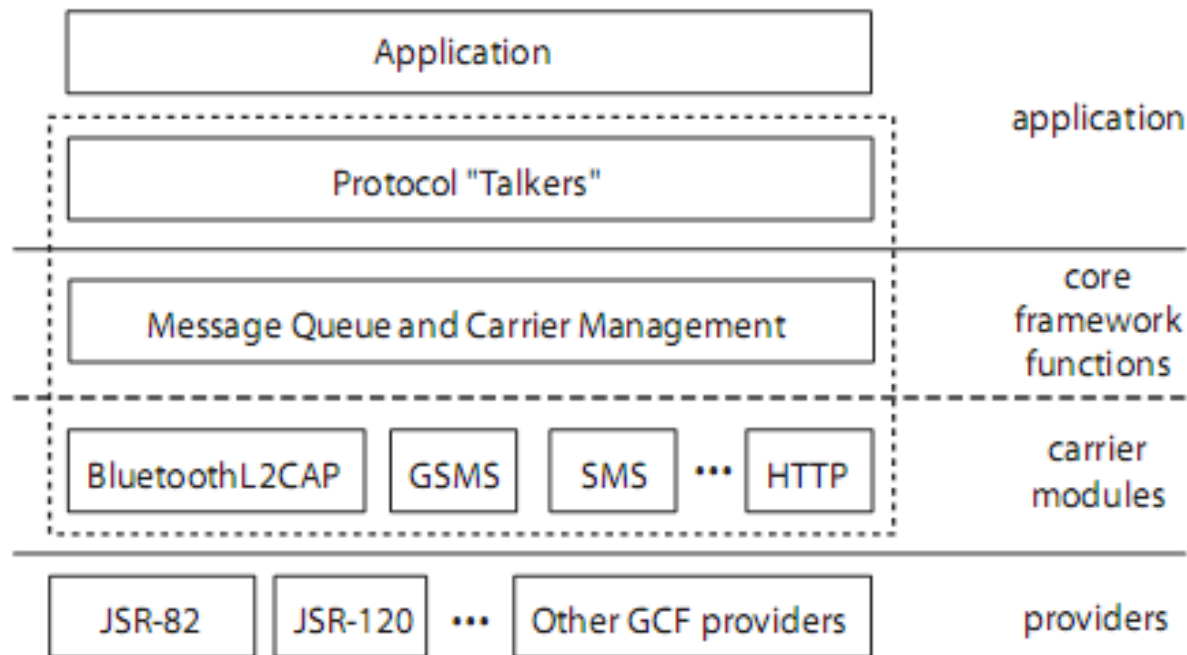 Application
application
Protocol "Talkers"
core
framework
functions
Message Queue and Carrier Management
BluetoothL2CAP GSMS SMS ••• HTTP
carrier
modules
JSR-82 JSR-120 ••• Other GCF providers
providers